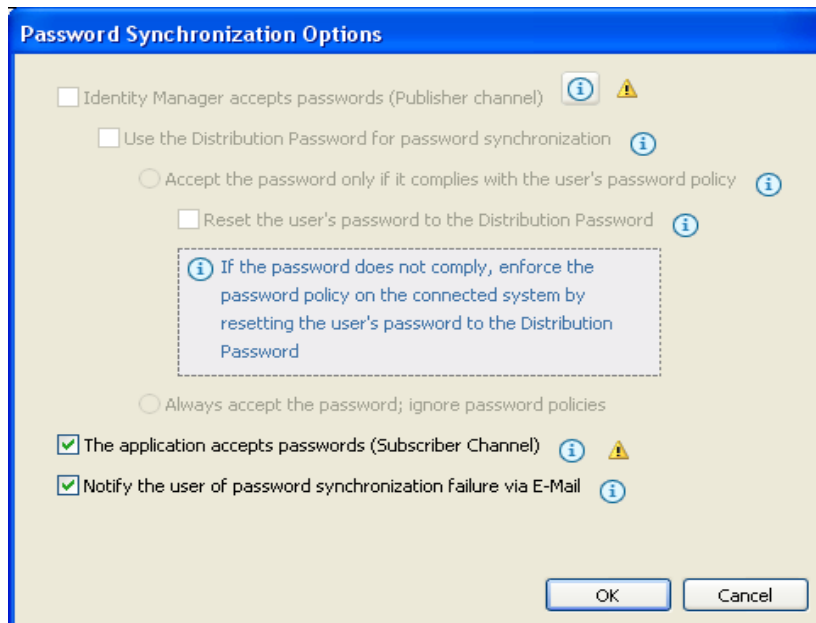 Password Synchronization Options
Identity Manager accepts passwords (Publisher channel)
Use the Distribution Password for password synchronization
Accept the password only if it complies with the user's password policy
Reset the user's password to the Distribution Password
If the password does not comply, enforce the
password policy on the connected system by
resetting the user's password to the Distribution
Password
Always accept the password; ignore password policies
The application accepts passwords (Subscriber Channel)
Notify the user of password synchronization failure via E-Mail
OK
Cancel